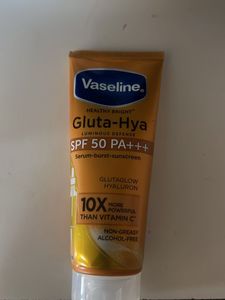 Vaseline.
HEALTHY BRIGHT
Gluta-Hya
LUMINOUS DEFENSE
SPF 50 PA+++
Serum-burst-sunscreen
GLUTAGLOW
HYALURON
10X MORE
POWERFUL
THAN VITAMIN C
NON-GREASY
ALCOHOL-FREE